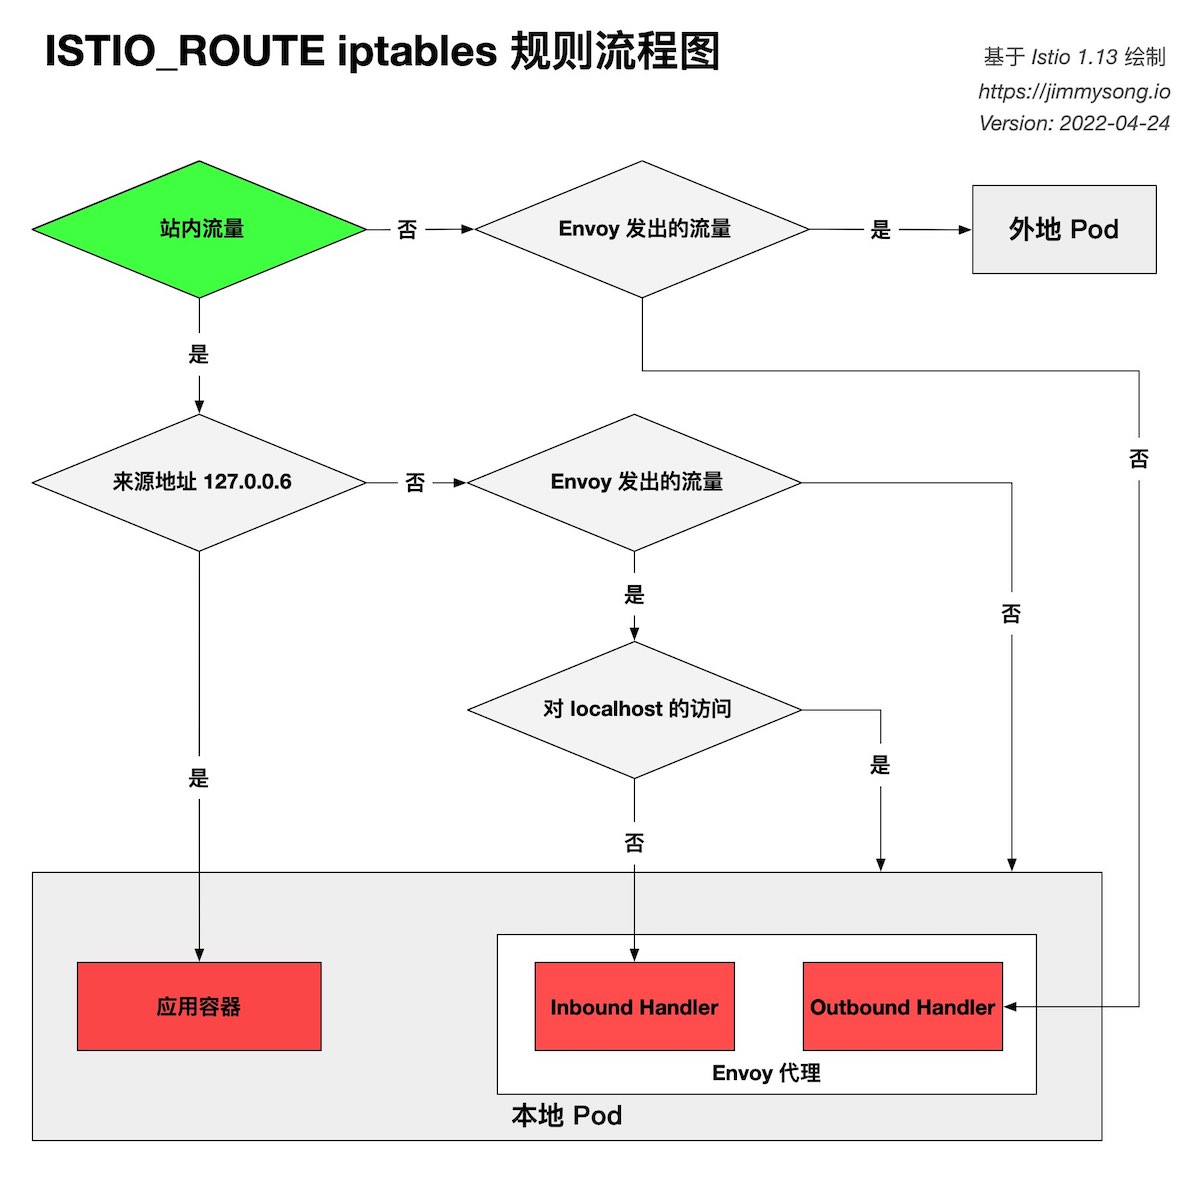 ISTIO_ROUTE iptables 规则流程图
基于 Istio 1.13 绘制
https://jimmysong.io
Version: 2022-04-24
站内流量
否
Envoy 发出的流量
是
外地 Pod
是
否
来源地址 127.0.0.6
否
Envoy 发出的流量
是
否
对 localhost 的访问
是
是
否
应用容器
Inbound Handler
Outbound Handler
Envoy 代理
本地 Pod